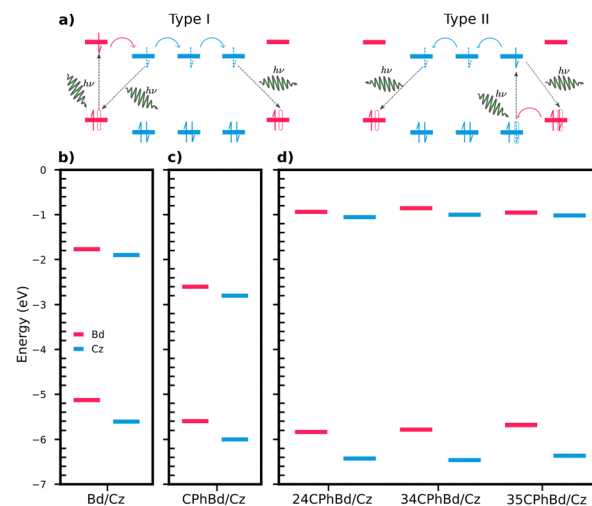 a)
Type I
Type II
hν
hν
hν
hν
hν
hν
b)
c)
d)
0
−1
−2
−3
−4
−5
−6
−7
Energy (eV)
Bd
Cz
Bd/Cz
CPhBd/Cz
24CPhBd/Cz
34CPhBd/Cz
35CPhBd/Cz